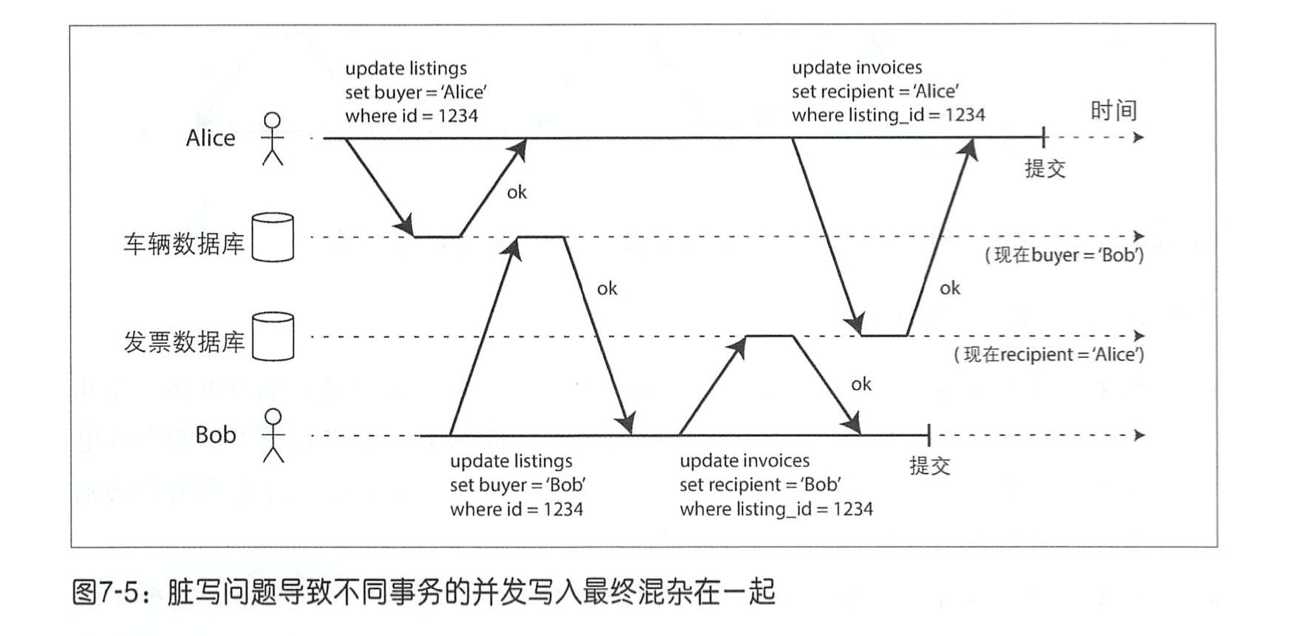 update listings
set buyer = ‘Alice’
where id = 1234
update invoices
set recipient = ‘Alice’
where listing_id = 1234
时间
Alice
提交
ok
车辆数据库
(现在buyer = ‘Bob’)
ok
ok
发票数据库
(现在recipient = ‘Alice’)
ok
Bob
提交
update listings
set buyer = ‘Bob’
where id = 1234
update invoices
set recipient = ‘Bob’
where listing_id = 1234
图7-5：脏写问题导致不同事务的并发写入最终混杂在一起